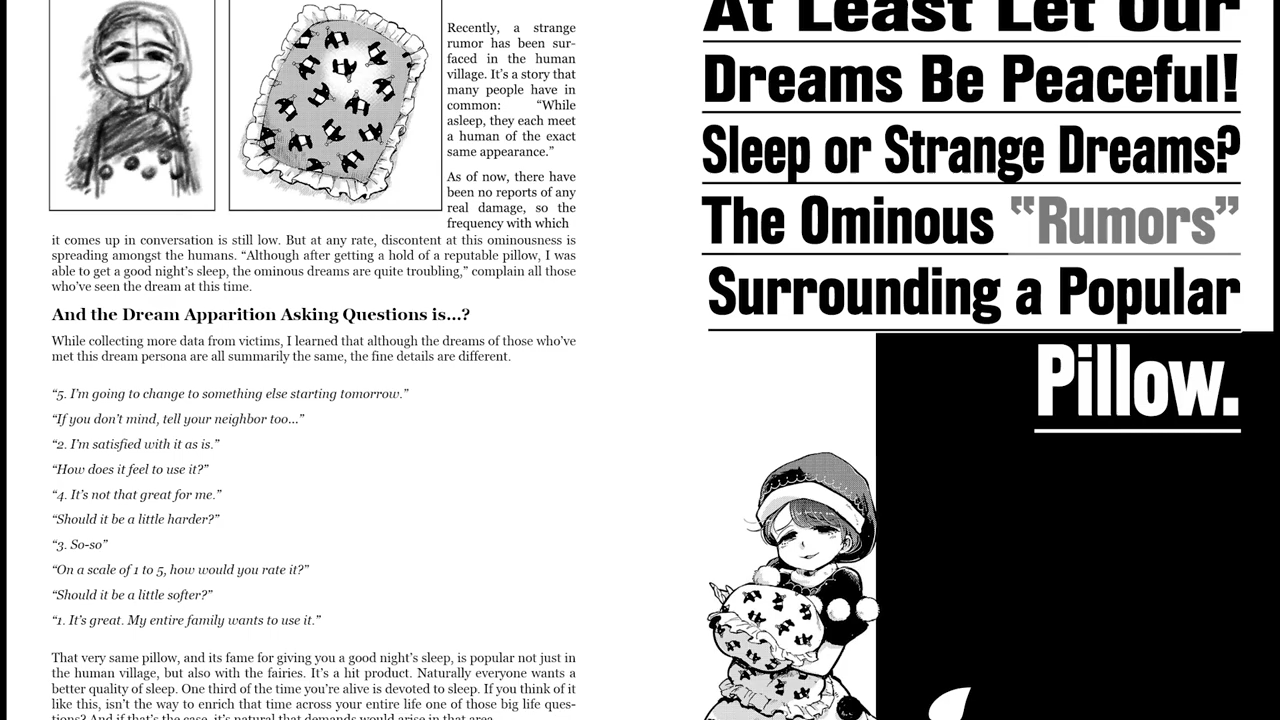 Recently, a strange
rumor has been sur-
faced in the human
village. It’s a story that
many people have in
common: “While
asleep, they each meet
a human of the exact
same appearance.”
As of now, there have
been no reports of any
real damage, so the
frequency with which
it comes up in conversation is still low. But at any rate, discontent at this ominousness is
spreading amongst the humans. “Although after getting a hold of a reputable pillow, I was
able to get a good night’s sleep, the ominous dreams are quite troubling,” complain all those
who’ve seen the dream at this time.
And the Dream Apparition Asking Questions is...?
While collecting more data from victims, I learned that although the dreams of those who’ve
met this dream persona are all summarily the same, the fine details are different.
“5. I’m going to change to something else starting tomorrow.”
“If you don’t mind, tell your neighbor too...”
“2. I’m satisfied with it as is.”
“How does it feel to use it?”
“4. It’s not that great for me.”
“Should it be a little harder?”
“3. So-so”
“On a scale of 1 to 5, how would you rate it?”
“Should it be a little softer?”
“1. It’s great. My entire family wants to use it.”
That very same pillow, and its fame for giving you a good night’s sleep, is popular not just in
the human village, but also with the fairies. It’s a hit product. Naturally everyone wants a
better quality of sleep. One third of the time you’re alive is devoted to sleep. If you think of it
like this, isn’t the way to enrich that time across your entire life one of those big life ques-
tions? And if that’s the case, it’s natural that demands would arise in that area.
At Least Let Our
Dreams Be Peaceful!
Sleep or Strange Dreams?
The Ominous “Rumors”
Surrounding a Popular
Pillow.